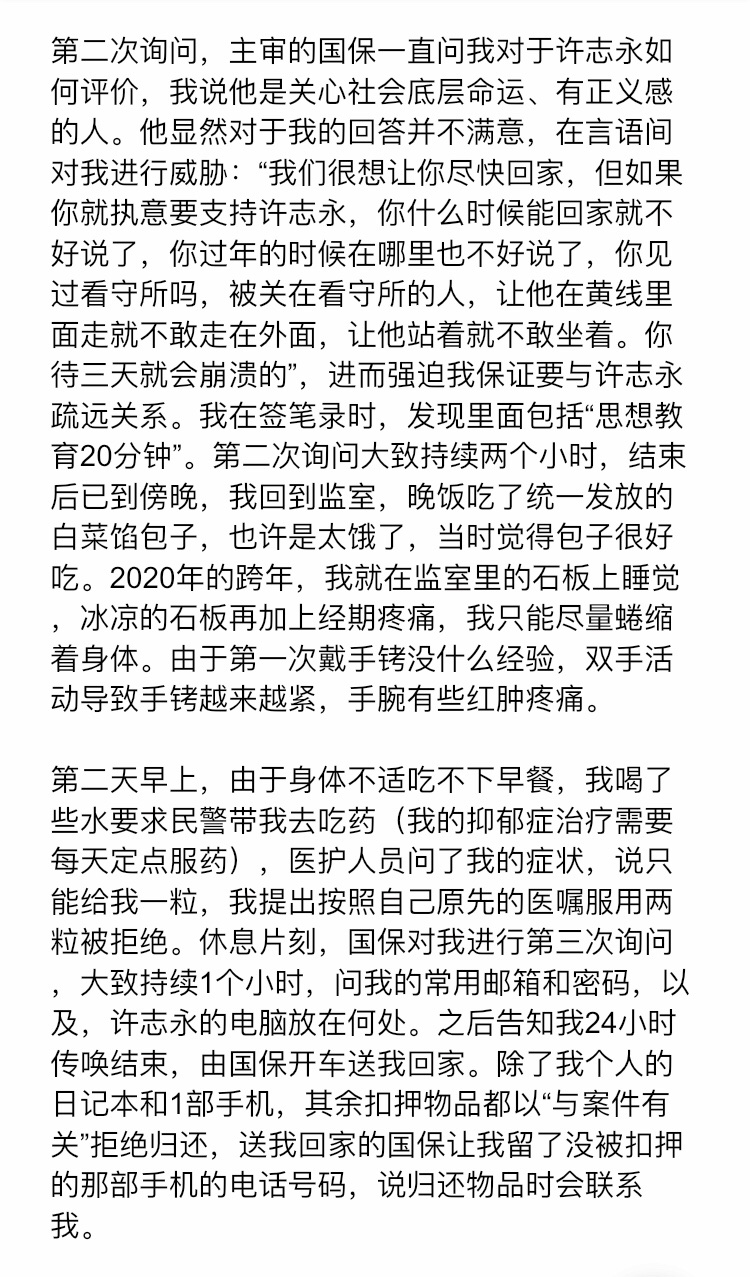 第二次询问，主审的国保一直问我对于许志永如
何评价，我说他是关心社会底层命运、有正义感
的人。他显然对于我的回答并不满意，在言语间
对我进行威胁：“我们很想让你尽快回家，但如果
你就执意要支持许志永，你什么时候能回家就不
好说了，你过年的时候在哪里也不好说了，你见
过看守所吗，被关在看守所的人，让他在黄线里
面走就不敢走在外面，让他站着就不敢坐着。你
待三天就会崩溃的”，进而强迫我保证要与许志永
疏远关系。我在签笔录时，发现里面包括“思想教
育20分钟”。第二次询问大致持续两个小时，结束
后已到傍晚，我回到监室，晚饭吃了统一发放的
白菜馅包子，也许是太饿了，当时觉得包子很好
吃。2020年的跨年，我就在监室里的石板上睡觉
，冰凉的石板再加上经期疼痛，我只能尽量蜷缩
着身体。由于第一次戴手铐没什么经验，双手活
动导致手铐越来越紧，手腕有些红肿疼痛。
第二天早上，由于身体不适吃不下早餐，我喝了
些水要求民警带我去吃药（我的抑郁症治疗需要
每天定点服药），医护人员问了我的症状，说只
能给我一粒，我提出按照自己原先的医嘱服用两
粒被拒绝。休息片刻，国保对我进行第三次询问
，大致持续1个小时，问我的常用邮箱和密码，以
及，许志永的电脑放在何处。之后告知我24小时
传唤结束，由国保开车送我回家。除了我个人的
日记本和1部手机，其余扣押物品都以“与案件有
关”拒绝归还，送我回家的国保让我留了没被扣押
的那部手机的电话号码，说归还物品时会联系
我。